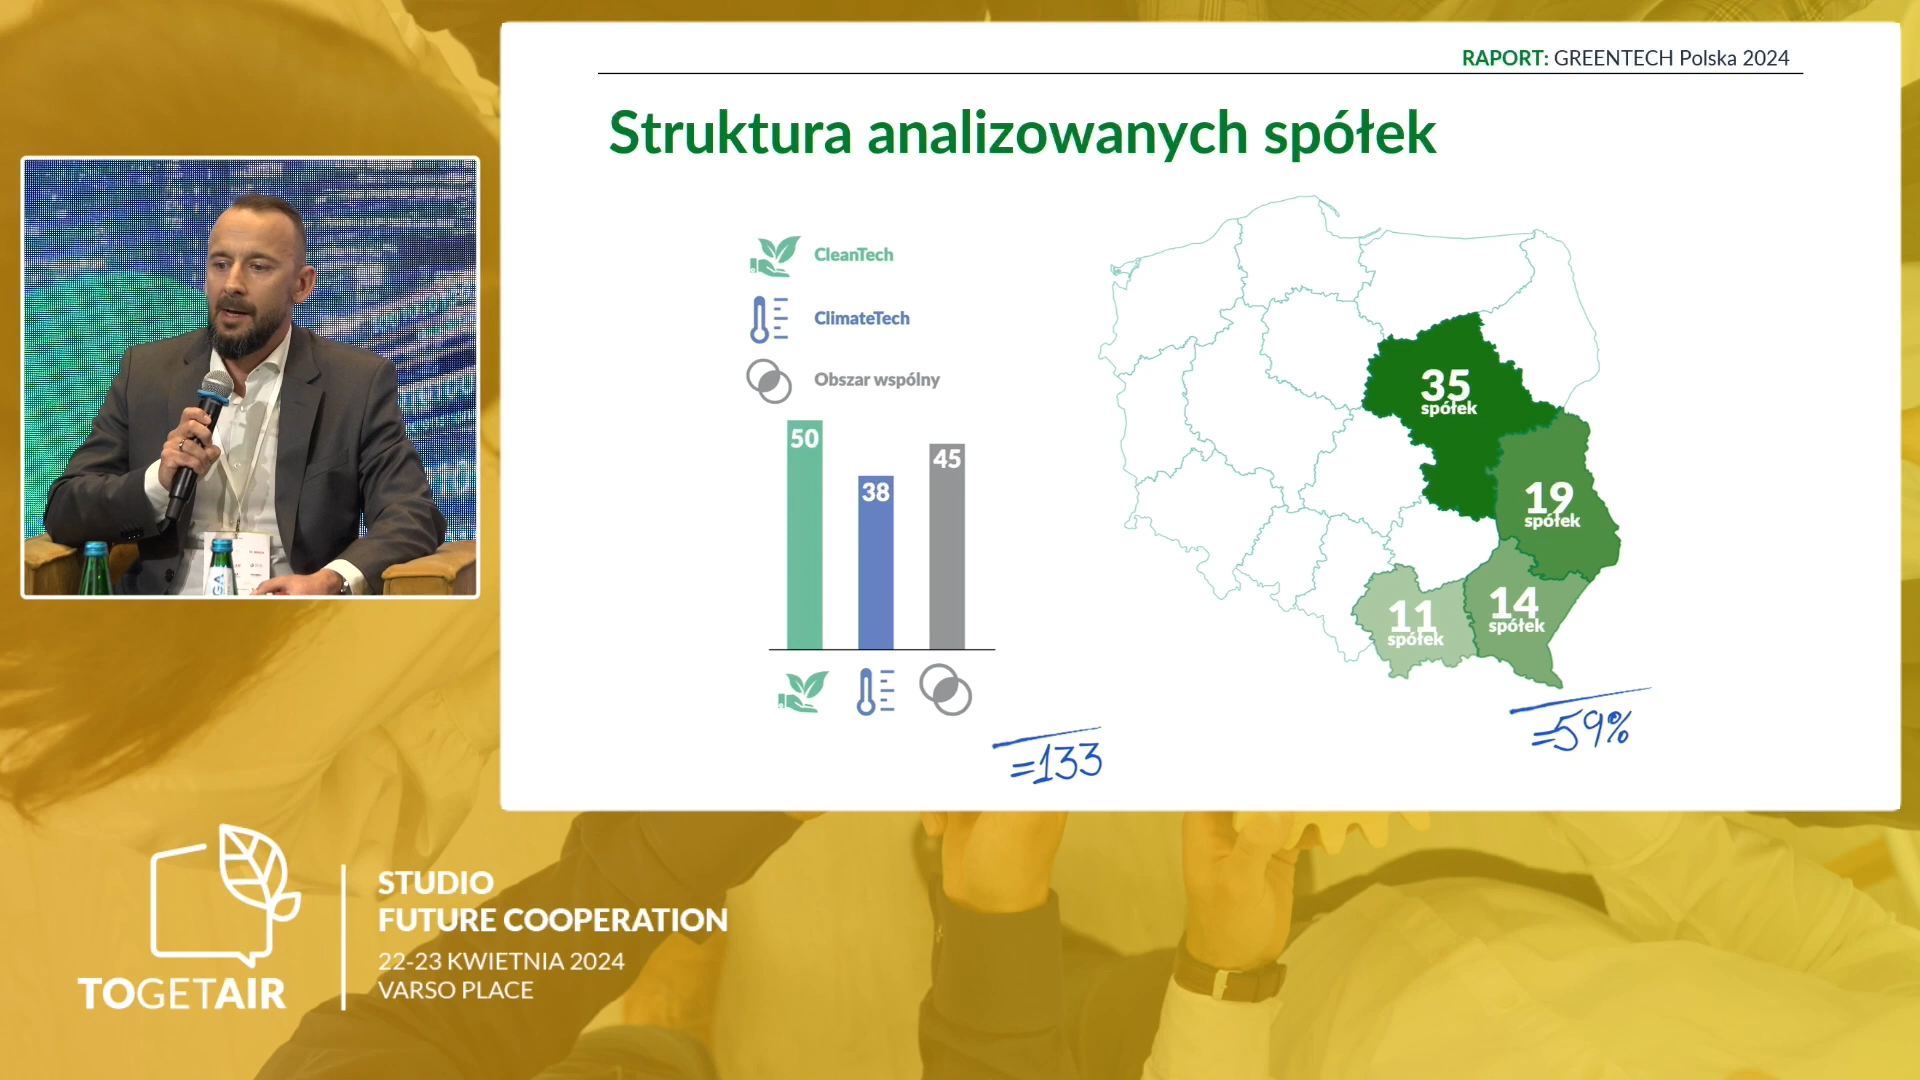 RAPORT: GREENTECH Polska 2024
Struktura analizowanych spółek
CleanTech
ClimateTech
Obszar wspólny
50
38
45
=133
35
spółek
19
spółek
14
spółek
11
spółek
=59%
TOGETAIR
STUDIO
FUTURE COOPERATION
22-23 KWIETNIA 2024
VARSO PLACE